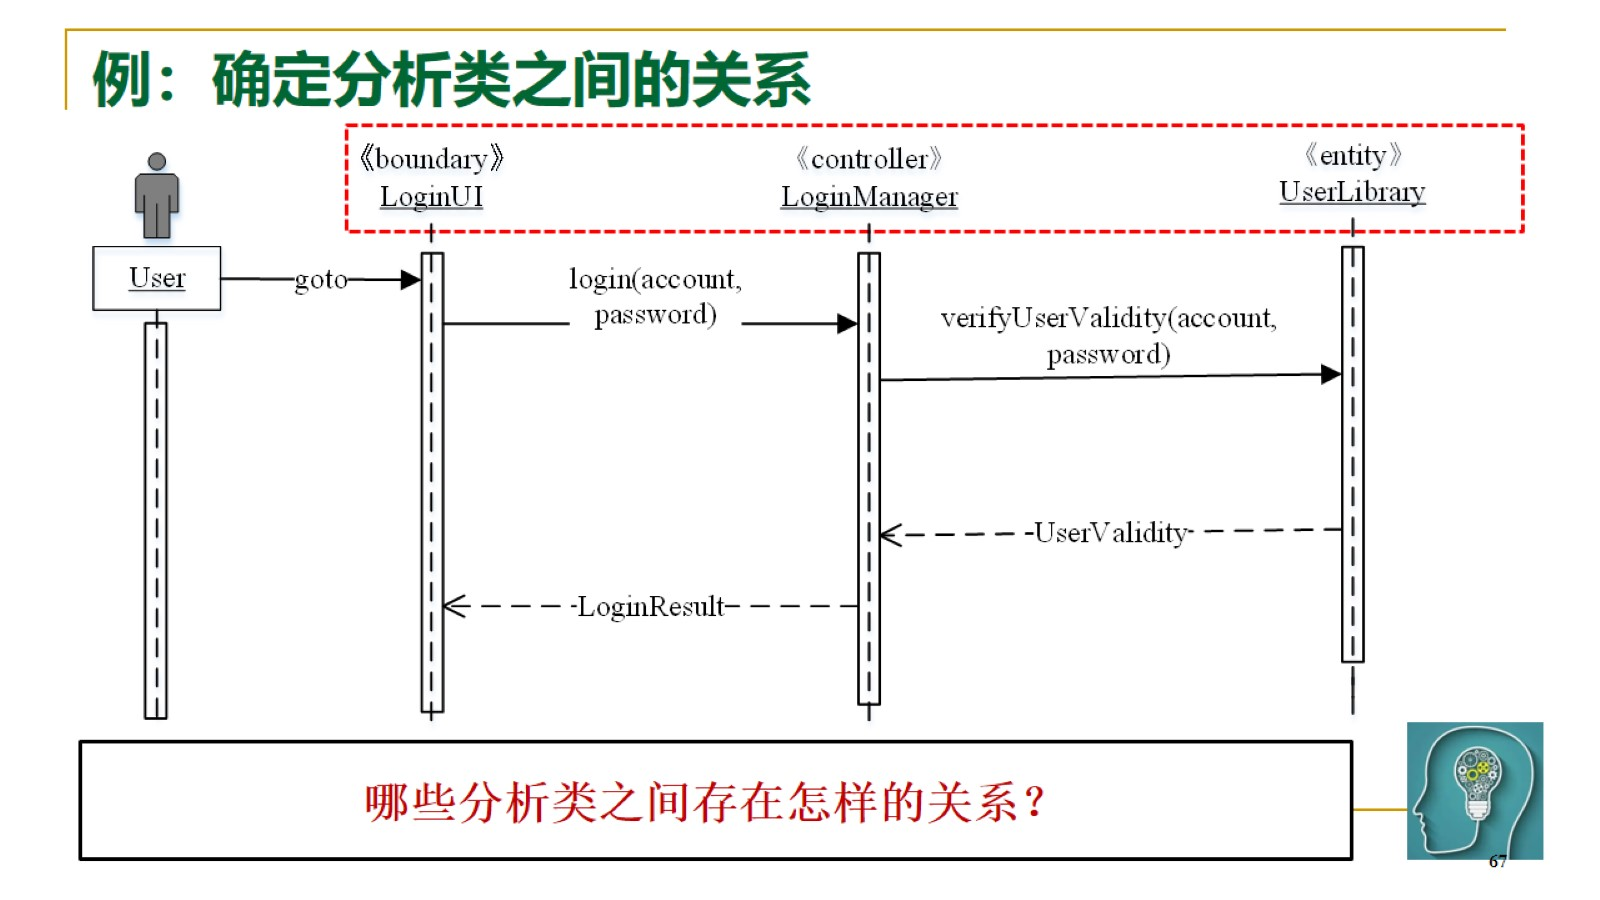 例：确定分析类之间的关系
《boundary》
LoginUI
《controller》
LoginManager
《entity》
UserLibrary
User
goto
login(account,
password)
verifyUserValidity(account,
password)
UserValidity
LoginResult
哪些分析类之间存在怎样的关系？
67